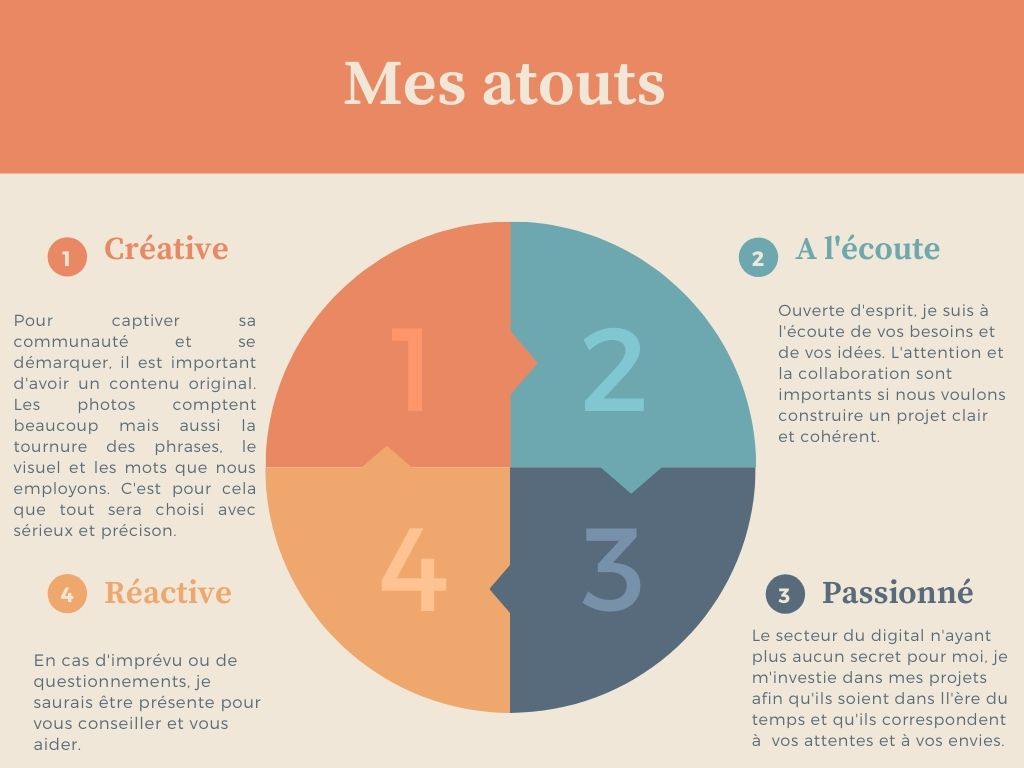 Mes atouts
1 Créative
Pour captiver sa
communauté et se
démarquer, il est important
d'avoir un contenu original.
Les photos comptent
beaucoup mais aussi la
tournure des phrases, le
visuel et les mots que nous
employons. C'est pour cela
que tout sera choisi avec
sérieux et précison.
2 A l'écoute
Ouverte d'esprit, je suis à
l'écoute de vos besoins et
de vos idées. L'attention et
la collaboration sont
importants si nous voulons
construire un projet clair
et cohérent.
1
2
4
3
4 Réactive
En cas d'imprévu ou de
questionnements, je
saurais être présente pour
vous conseiller et vous
aider.
3 Passionné
Le secteur du digital n'ayant
plus aucun secret pour moi, je
m'investie dans mes projets
afin qu'ils soient dans ll'ère du
temps et qu'ils correspondent
à vos attentes et à vos envies.